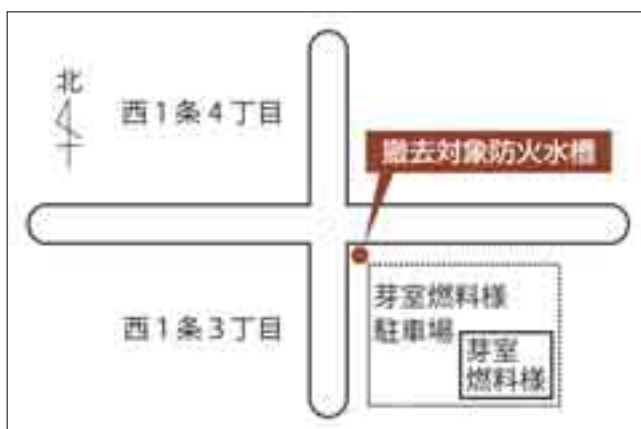 北
西1条4丁目
撤去対象防火水槽
西1条3丁目
芽室燃料様
駐車場
芽室
燃料様